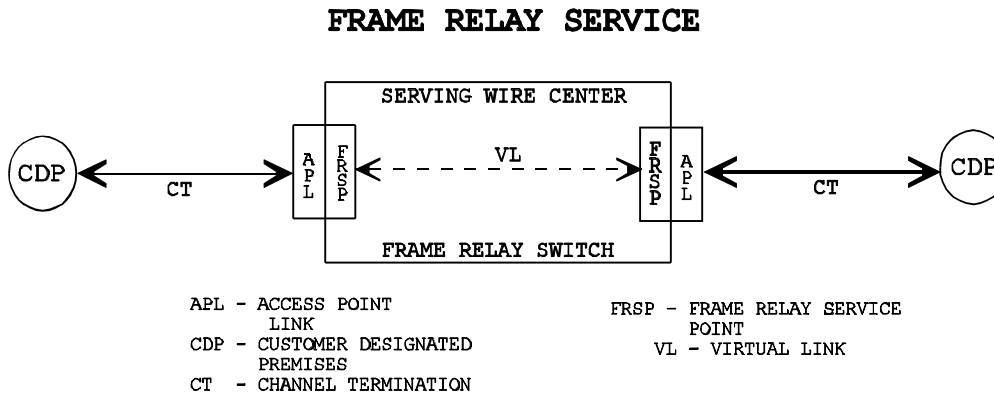 FRAME RELAY SERVICE
SERVING WIRE CENTER
CDP
CT
APL
FRSP
VL
FRSP
APL
CT
CDP
FRAME RELAY SWITCH
APL - ACCESS POINT
LINK
CDP - CUSTOMER DESIGNATED
PREMISES
CT - CHANNEL TERMINATION
FRSP - FRAME RELAY SERVICE
POINT
VL - VIRTUAL LINK